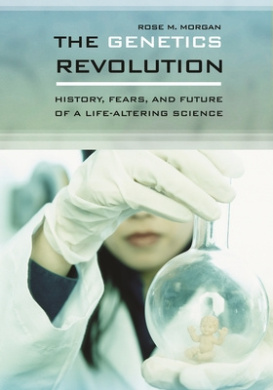 ROSE M. MORGAN
THE GENETICS
REVOLUTION
HISTORY, FEARS, AND FUTURE
OF A LIFE-ALTERING SCIENCE